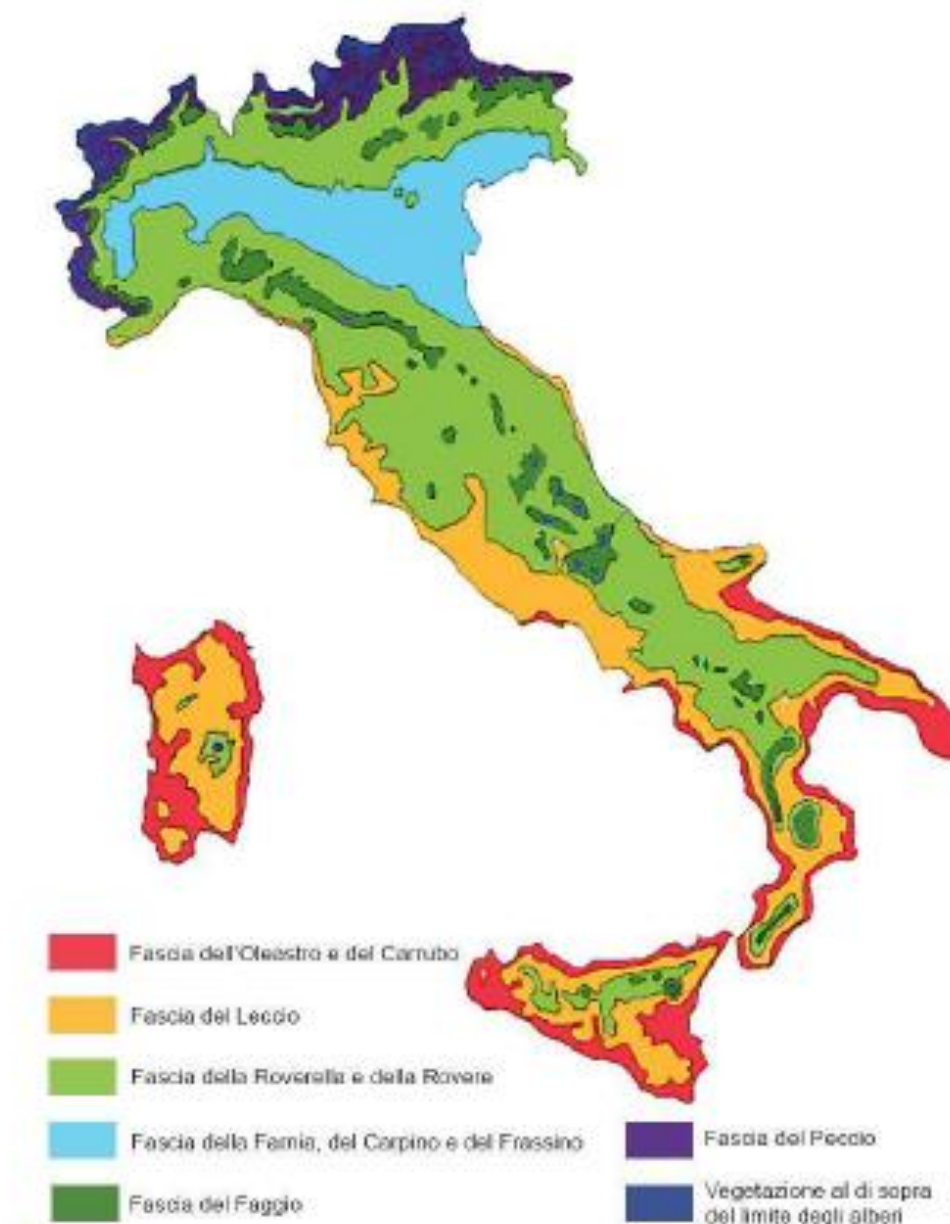 Fascia dell'Oleastro e del Carrubo
Fascia del Leccio
Fascia della Roverella e della Rovere
Fascia della Farnia, del Carpino e del Frassino
Fascia del Faggio
Fascia del Peccio
Vegetazione al di sopra
del limite degli alberi